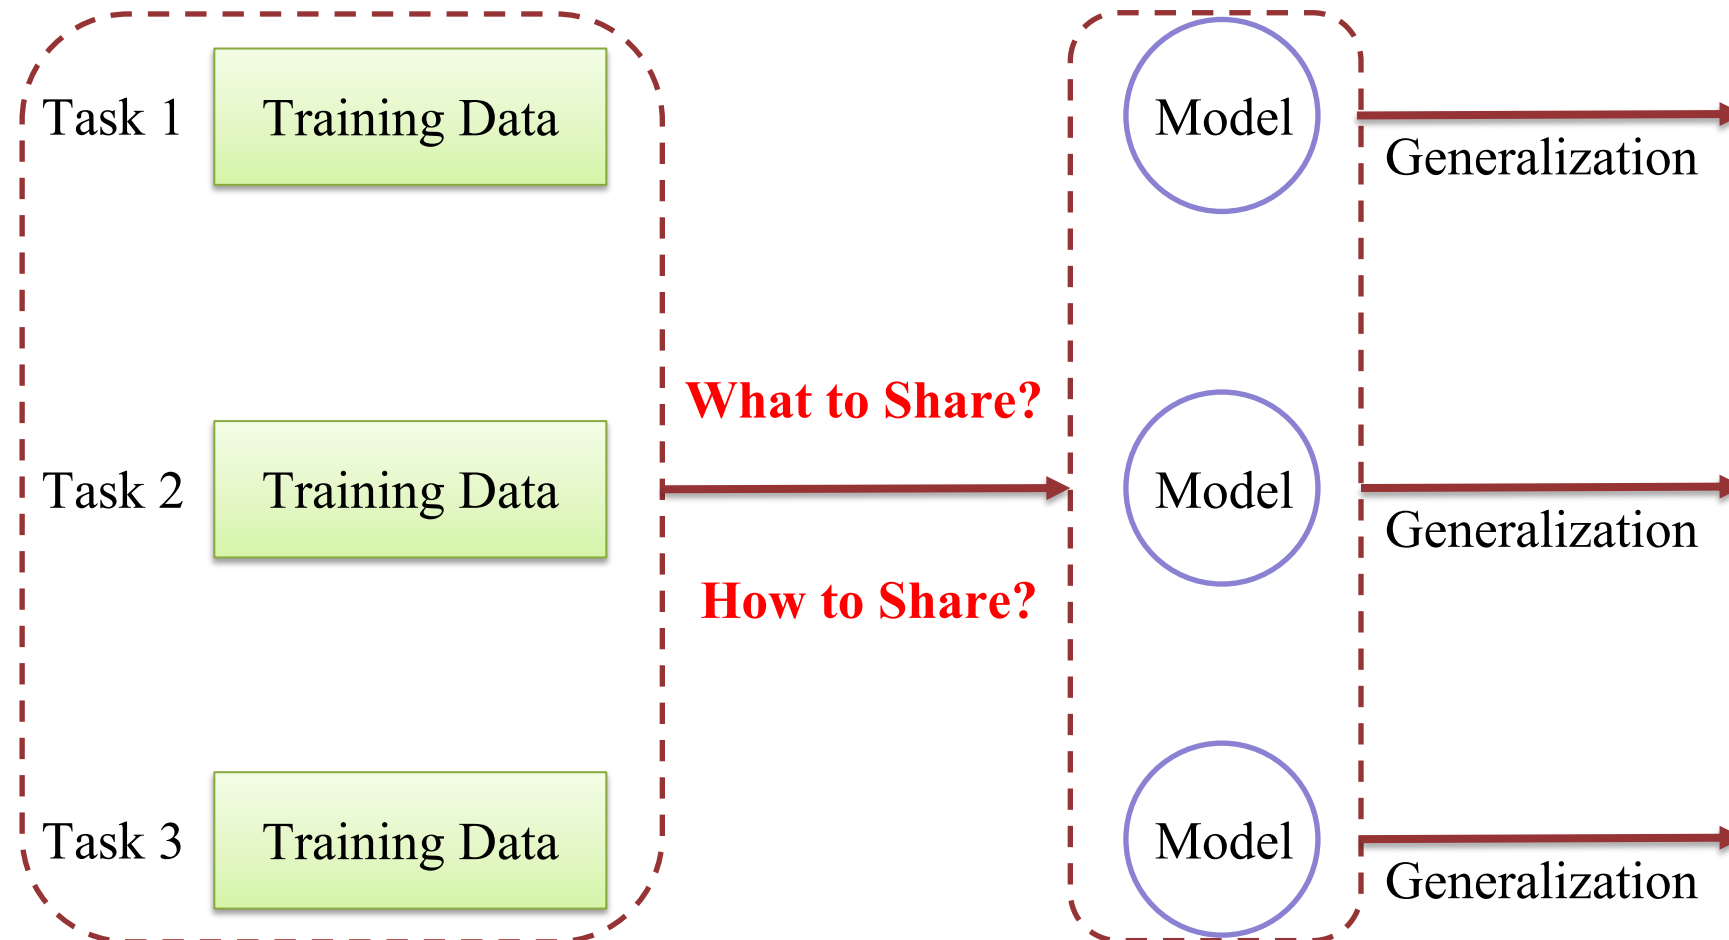 Task 1
Training Data
Model
Generalization
What to Share?
Task 2
Training Data
Model
Generalization
How to Share?
Task 3
Training Data
Model
Generalization